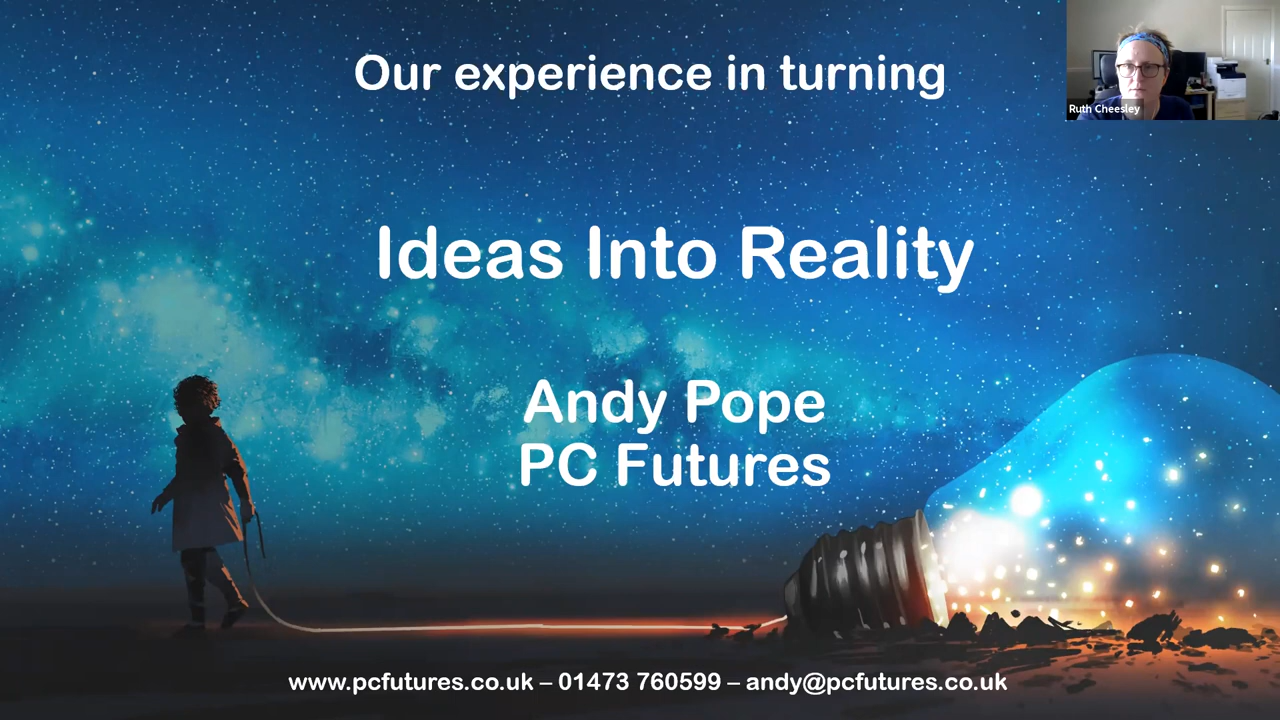 Our experience in turning
Ruth Cheesley
Ideas Into Reality
Andy Pope
PC Futures
www.pcfutures.co.uk – 01473 760599 – andy@pcfutures.co.uk